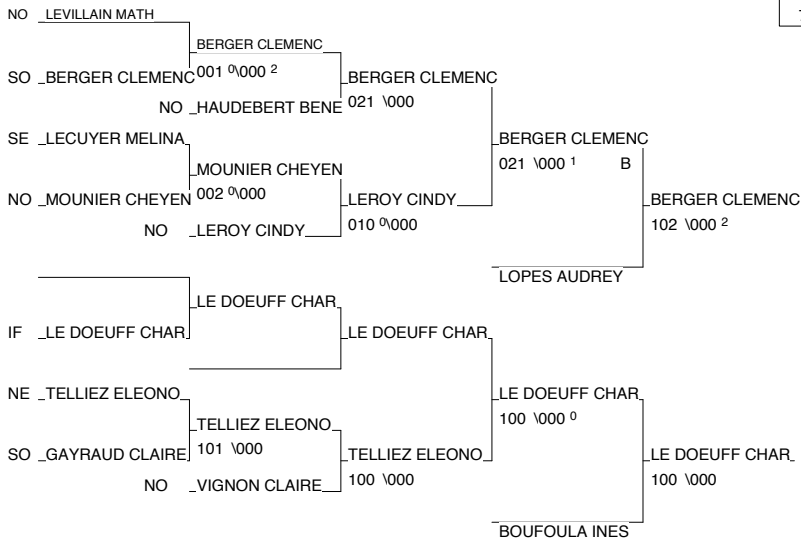 NO LEVILLAIN MATH
BERGER CLEMENC
SO BERGER CLEMENC 001 0\000 2 BERGER CLEMENC
NO HAUDEBERT BENE 021 \000
SE LECUYER MELINA BERGER CLEMENC
MOUNIER CHEYEN 021 \000 1 B
002 0\000
NO MOUNIER CHEYEN LEROY CINDY BERGER CLEMENC
NO LEROY CINDY 010 0\000 102 \000 2
LOPES AUDREY
LE DOEUFF CHAR
IF LE DOEUFF CHAR LE DOEUFF CHAR
NE TELLIEZ ELEONO LE DOEUFF CHAR
TELLIEZ ELEONO 100 \000 0
101 \000
SO GAYRAUD CLAIRE TELLIEZ ELEONO LE DOEUFF CHAR
NO VIGNON CLAIRE 100 \000 100 \000
BOUFOULA INES